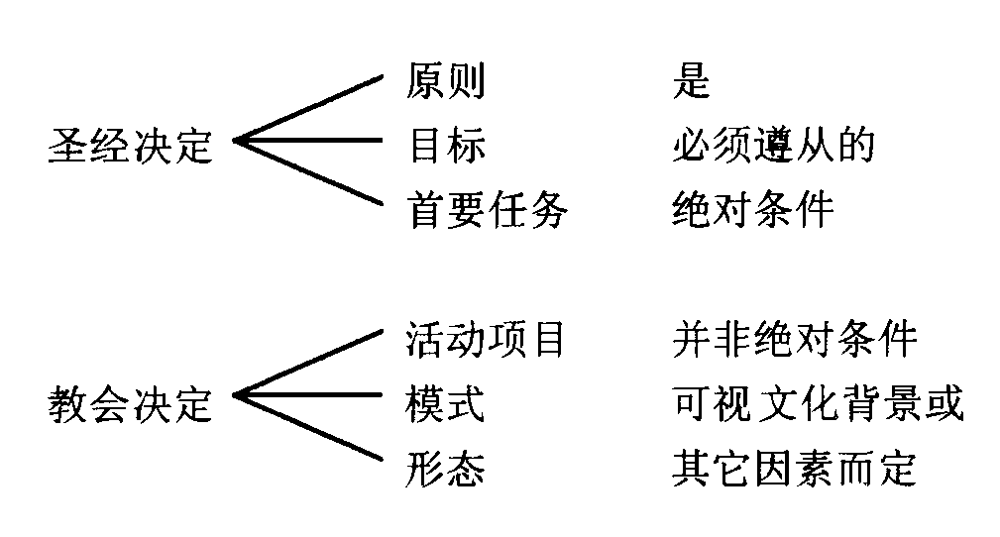 原则 是
圣经决定 目标 必须遵从的
首要任务 绝对条件
活动项目 并非绝对条件
教会决定 模式 可视文化背景或
形态 其它因素而定